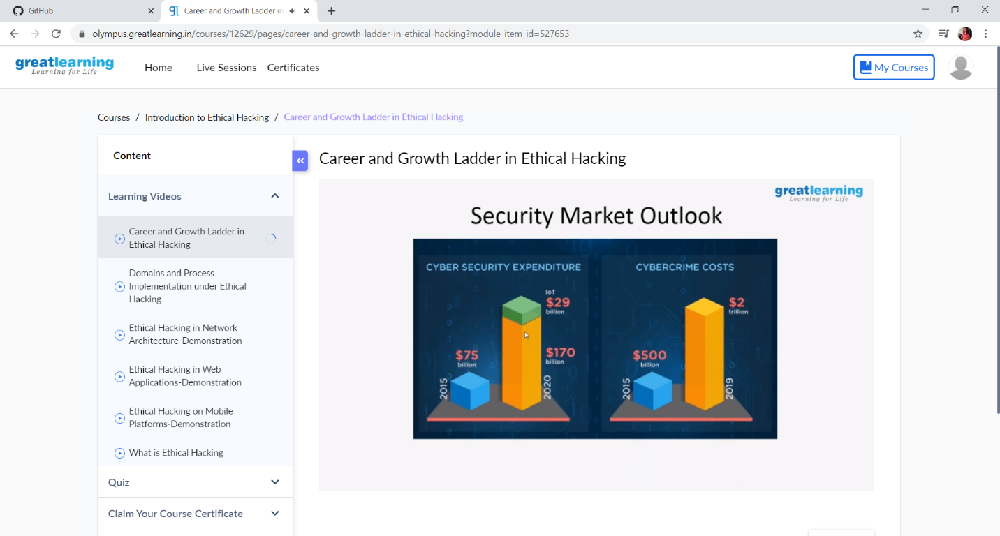 GitHub
Career and Growth Ladder in
olympus.greatlearning.in/courses/12629/pages/career-and-growth-ladder-in-ethical-hacking?module_item_id=527653
greatlearning
Learning for Life
Home Live Sessions Certificates
My Courses
Courses / Introduction to Ethical Hacking / Career and Growth Ladder in Ethical Hacking
Content
Learning Videos
Career and Growth Ladder in
Ethical Hacking
Domains and Process
Implementation under Ethical
Hacking
Ethical Hacking in Network
Architecture-Demonstration
Ethical Hacking in Web
Applications-Demonstration
Ethical Hacking on Mobile
Platforms-Demonstration
What is Ethical Hacking
Quiz
Claim Your Course Certificate
Career and Growth Ladder in Ethical Hacking
greatlearning
Learning for Life
Security Market Outlook
CYBER SECURITY EXPENDITURE
IoT
$29
billion
$75
billion
$170
billion
2015
2020
CYBERCRIME COSTS
$2
trillion
$500
billion
2015
2019